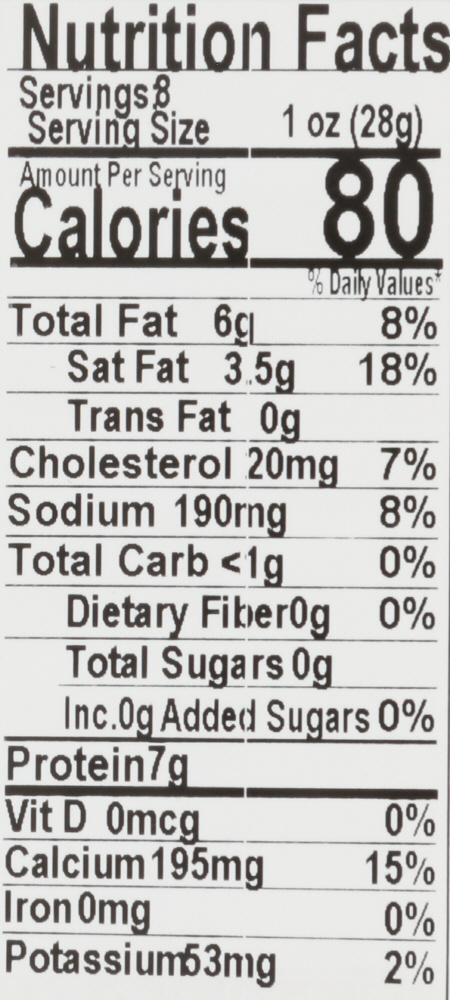 Nutrition Facts
Servings 8
Serving Size 1 oz (28g)
Amount Per Serving
Calories 80
% Daily Values*
Total Fat 6g 8%
Sat Fat 3.5g 18%
Trans Fat 0g
Cholesterol 20mg 7%
Sodium 190mg 8%
Total Carb <1g 0%
Dietary Fiber 0g 0%
Total Sugars 0g
Inc. 0g Added Sugars 0%
Protein 7g
Vit D 0mcg 0%
Calcium 195mg 15%
Iron 0mg 0%
Potassium 53mg 2%